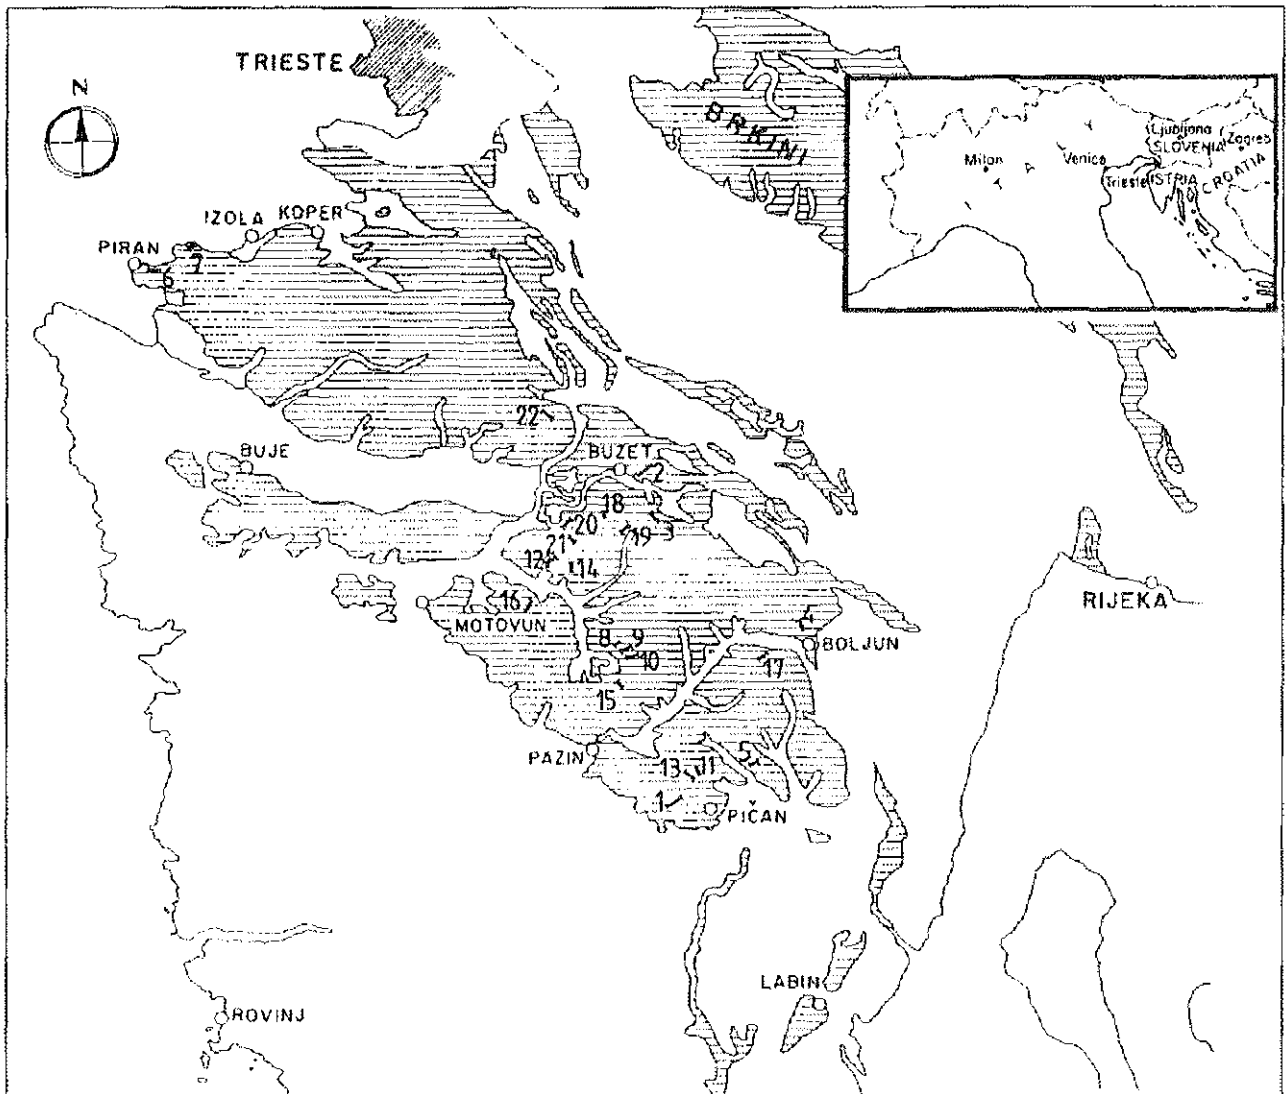 TRIESTE
N
BRKINI
Ljubljana
SLOVENIA
Zagreb
Milan
Venice
Trieste
ISTRIA
CROATIA
IZOLA
KOPER
PIRAN
7
6
22
BUJE
BUZET
2
18
20
19
3
21
12
14
16
MOTOVUN
RIJEKA
4
8
9
BOLJUN
10
17
15
PAZIN
13
11
5
1
PIČAN
LABIN
ROVINJ